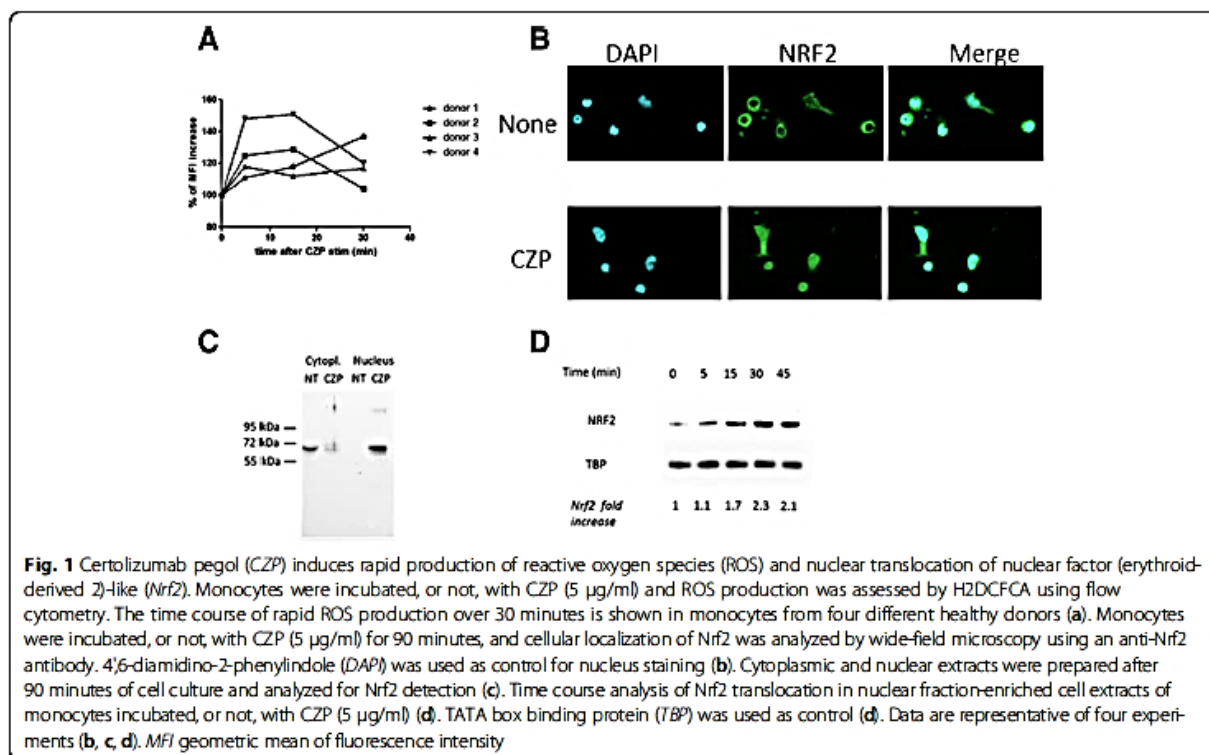 A
% of MFI increase
160
140
120
100
80
0 10 20 30 40
time after CZP stim (min)
donor 1
donor 2
donor 3
donor 4
B
DAPI NRF2 Merge
None
CZP
C
Cytopl. Nucleus
NT CZP NT CZP
95 kDa
72 kDa
55 kDa
D
Time (min) 0 5 15 30 45
NRF2
TBP
Nrf2 fold 1 1.1 1.7 2.3 2.1
increase
Fig. 1 Certolizumab pegol (CZP) induces rapid production of reactive oxygen species (ROS) and nuclear translocation of nuclear factor (erythroid-
derived 2)-like (Nrf2). Monocytes were incubated, or not, with CZP (5 µg/ml) and ROS production was assessed by H2DCFCA using flow
cytometry. The time course of rapid ROS production over 30 minutes is shown in monocytes from four different healthy donors (a). Monocytes
were incubated, or not, with CZP (5 µg/ml) for 90 minutes, and cellular localization of Nrf2 was analyzed by wide-field microscopy using an anti-Nrf2
antibody. 4',6-diamidino-2-phenylindole (DAPI) was used as control for nucleus staining (b). Cytoplasmic and nuclear extracts were prepared after
90 minutes of cell culture and analyzed for Nrf2 detection (c). Time course analysis of Nrf2 translocation in nuclear fraction-enriched cell extracts of
monocytes incubated, or not, with CZP (5 µg/ml) (d). TATA box binding protein (TBP) was used as control (d). Data are representative of four experi-
ments (b, c, d). MFI geometric mean of fluorescence intensity